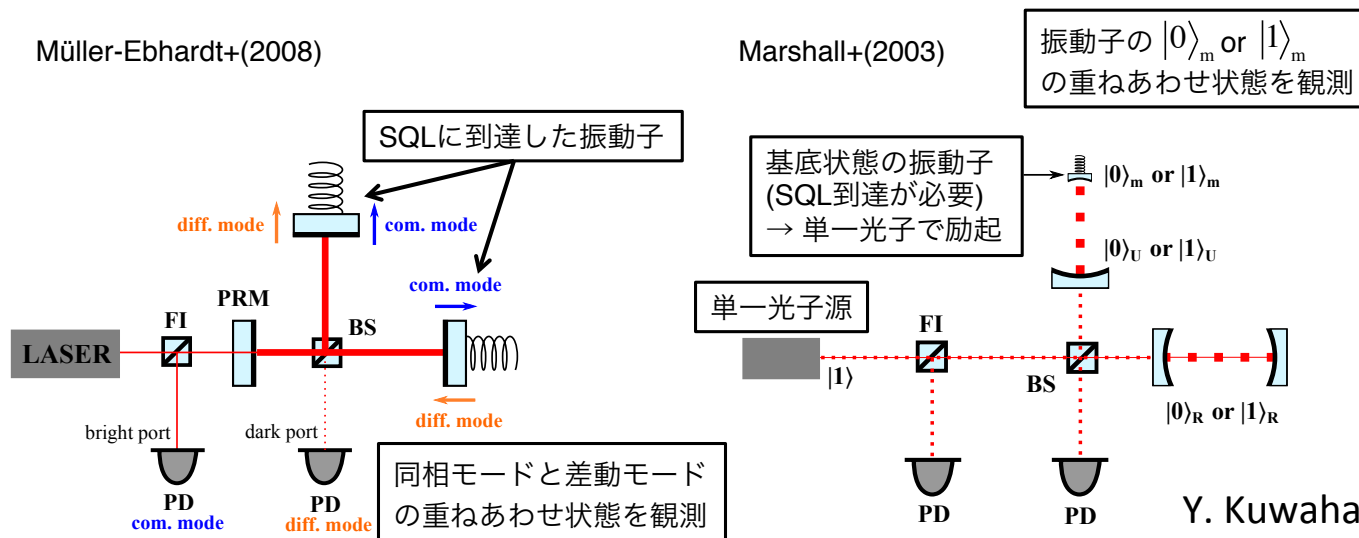 Müller-Ebhardt+(2008)
SQLに到達した振動子
diff. mode
com. mode
com. mode
PRM
FI
BS
LASER
diff. mode
bright port
dark port
PD
com. mode
PD
diff. mode
同相モードと差動モード
の重ねあわせ状態を観測
Marshall+(2003)
振動子の |0⟩m or |1⟩m
の重ねあわせ状態を観測
基底状態の振動子
(SQL到達が必要)
→ 単一光子で励起
|0⟩m or |1⟩m
|0⟩U or |1⟩U
単一光子源
FI
|1⟩
BS
|0⟩R or |1⟩R
PD
PD
Y. Kuwaha